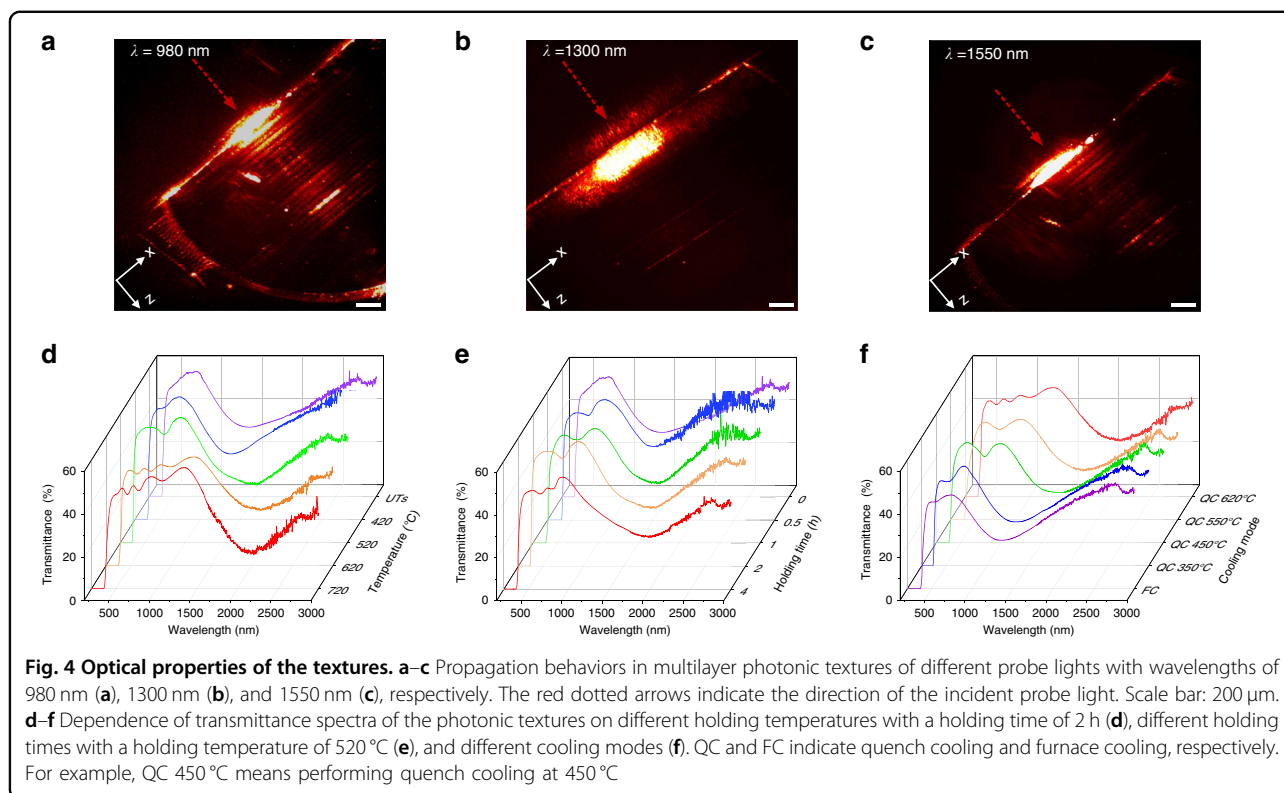 a
λ = 980 nm
x
z
b
λ =1300 nm
x
z
c
λ =1550 nm
x
z
d
60
40
20
0
Transmittance (%)
500 1000 1500 2000 2500 3000
Wavelength (nm)
UTs
420
520
620
720
Temperature (°C)
e
60
40
20
0
Transmittance (%)
500 1000 1500 2000 2500 3000
Wavelength (nm)
0
0.5
1
2
4
Holding time (h)
f
60
40
20
0
Transmittance (%)
500 1000 1500 2000 2500 3000
Wavelength (nm)
QC 620°C
QC 550°C
QC 450°C
QC 350°C
FC
Cooling mode
Fig. 4 Optical properties of the textures. a–c Propagation behaviors in multilayer photonic textures of different probe lights with wavelengths of
980 nm (a), 1300 nm (b), and 1550 nm (c), respectively. The red dotted arrows indicate the direction of the incident probe light. Scale bar: 200 µm.
d–f Dependence of transmittance spectra of the photonic textures on different holding temperatures with a holding time of 2 h (d), different holding
times with a holding temperature of 520 °C (e), and different cooling modes (f). QC and FC indicate quench cooling and furnace cooling, respectively.
For example, QC 450 °C means performing quench cooling at 450 °C